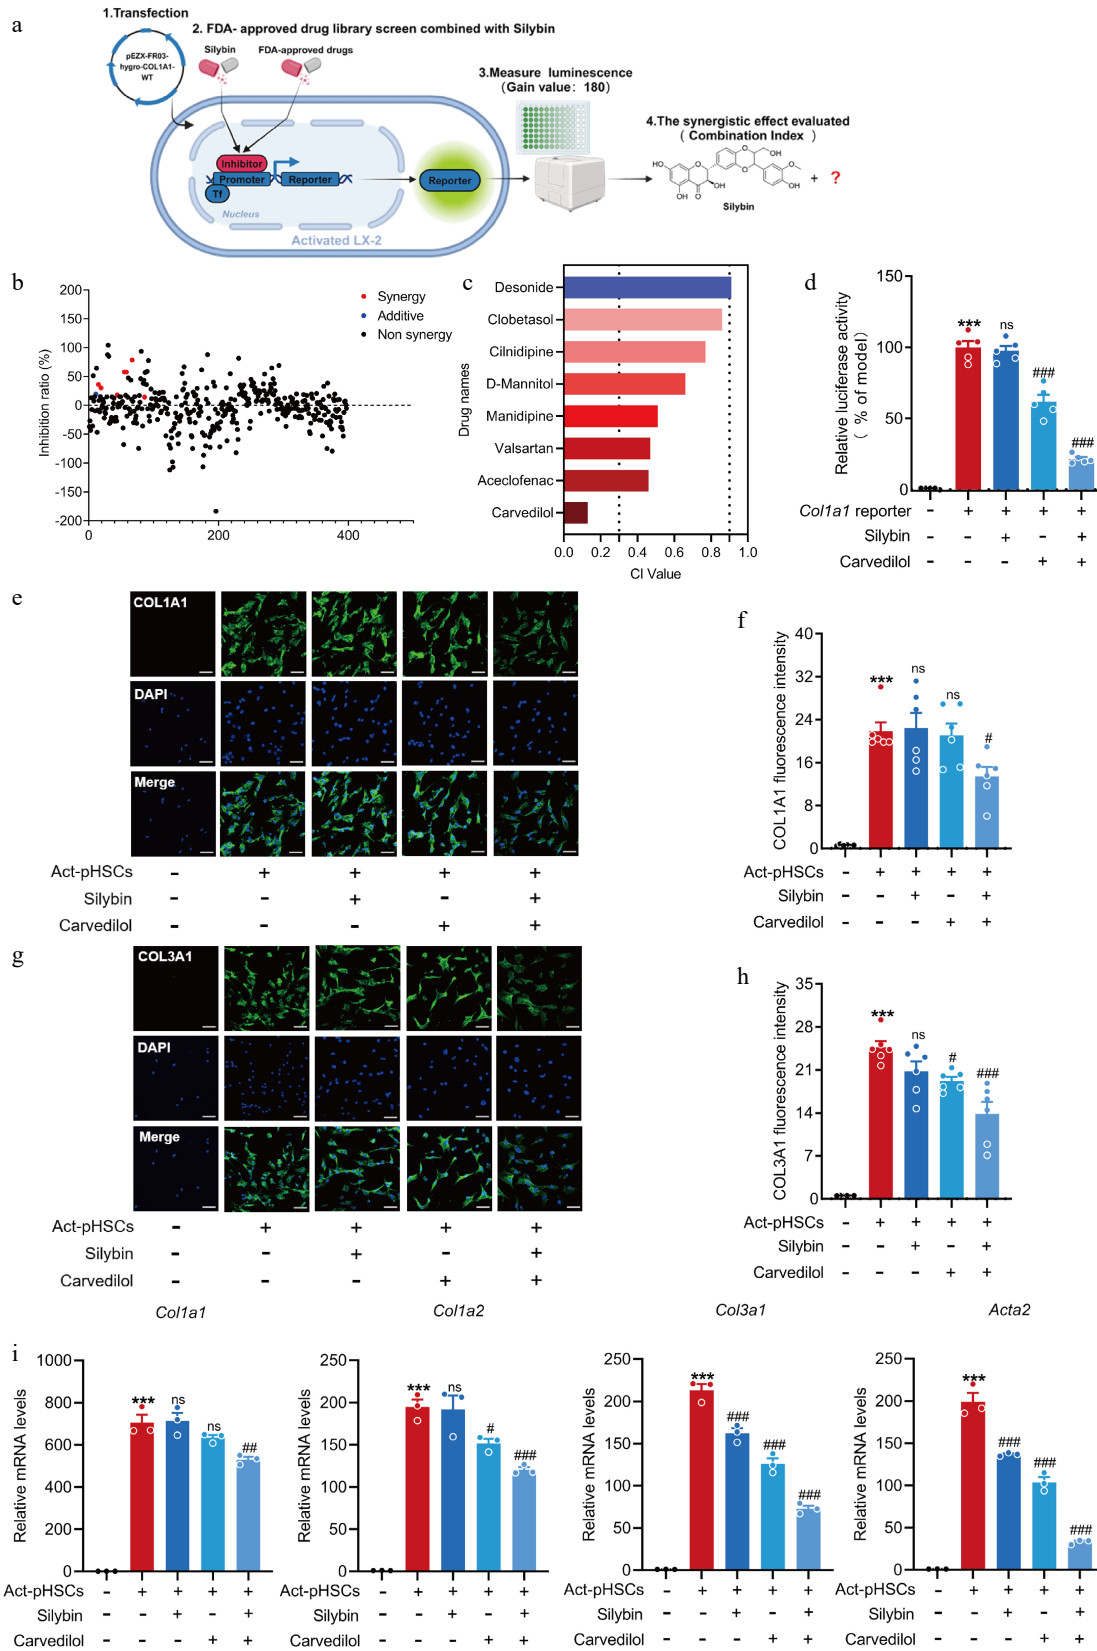 a
1.Transfection
2. FDA- approved drug library screen combined with Silybin
pEZX-FR03-
hygro-COL1A1-
WT
Silybin
FDA-approved drugs
3.Measure luminescence
(Gain value: 180)
4.The synergistic effect evaluated
( Combination Index )
Inhibitor
Promoter
Reporter
Tf
Nucleus
Activated LX-2
Reporter
OH
HO
O
O
O
O
OH
OH
O
OH
Silybin
+ ?
b
Inhibition ratio (%)
200
150
100
50
0
-50
-100
-150
-200
0
200
400
Synergy
Additive
Non synergy
c
Drug names
Desonide
Clobetasol
Cilnidipine
D-Mannitol
Manidipine
Valsartan
Aceclofenac
Carvedilol
0.0 0.2 0.4 0.6 0.8 1.0
CI Value
d
Relative luciferase activity
( % of model)
150
100
50
0
*** ns ### ###
Col1a1 reporter - + + + +
Silybin - - + - +
Carvedilol - - - + +
e
COL1A1
DAPI
Merge
Act-pHSCs - + + + +
Silybin - - + - +
Carvedilol - - - + +
f
COL1A1 fluorescence intensity
40
32
24
16
8
0
*** ns ns #
Act-pHSCs - + + + +
Silybin - - + - +
Carvedilol - - - + +
g
COL3A1
DAPI
Merge
Act-pHSCs - + + + +
Silybin - - + - +
Carvedilol - - - + +
h
COL3A1 fluorescence intensity
35
28
21
14
7
0
*** ns # ###
Act-pHSCs - + + + +
Silybin - - + - +
Carvedilol - - - + +
i
Col1a1
Relative mRNA levels
1000
800
600
400
200
0
*** ns ns ##
Act-pHSCs - + + + +
Silybin - - + - +
Carvedilol - - - + +
Col1a2
Relative mRNA levels
250
200
150
100
50
0
*** ns # ###
Act-pHSCs - + + + +
Silybin - - + - +
Carvedilol - - - + +
Col3a1
Relative mRNA levels
250
200
150
100
50
0
*** ### ### ###
Act-pHSCs - + + + +
Silybin - - + - +
Carvedilol - - - + +
Acta2
Relative mRNA levels
250
200
150
100
50
0
*** ### ### ###
Act-pHSCs - + + + +
Silybin - - + - +
Carvedilol - - - + +